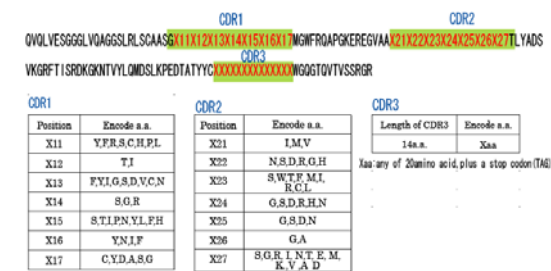 CDR1
CDR2
QVQLVESGGGLVQAGGSLRLSCAASGX11X12X13X14X15X16X17MGWFRQAPGKEREGVAAX21X22X23X24X25X26X27TLYADS
VKGRFTISRDKGKNTVYLQMDSLKPEDTATYYCXXXXXXXXXXXXXXWGQGTQVTVSSRGR
CDR3
CDR1
Position Encode a.a.
X11 Y,F,R,S,C,H,P,L
X12 T,I
X13 F,Y,I,G,S,D,V,C,N
X14 S,G,R
X15 S,T,I,P,N,Y,L,F,H
X16 Y,N,I,F
X17 C,Y,D,A,S,G
CDR2
Position Encode a.a.
X21 I,M,V
X22 N,S,D,R,G,H
X23 S,W,T,F,M,I,
R,C,L
X24 G,S,D,R,H,N
X25 G,S,D,N
X26 G,A
X27 S,G,R,I,N,T,E,M,
K,V,A,D
CDR3
Length of CDR3 Encode a.a.
14a.a. Xaa
Xaa:any of 20amino acid, plus a stop codon(TAG)